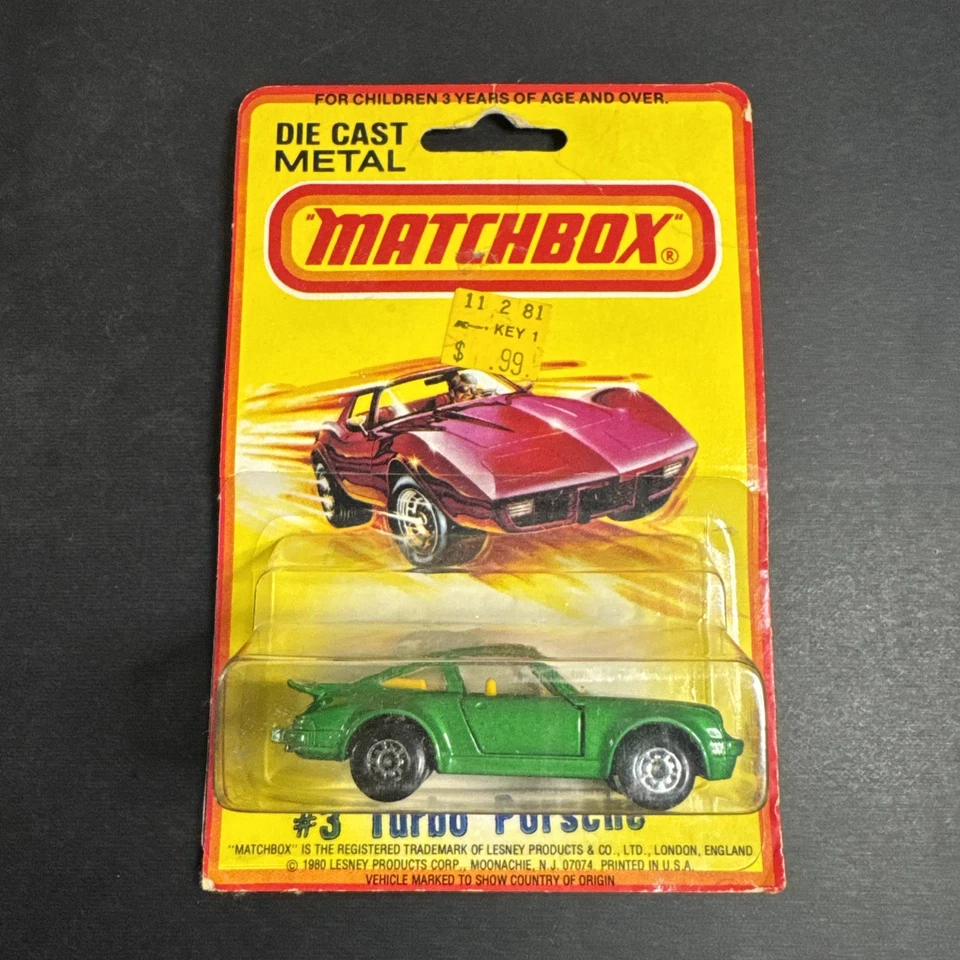 FOR CHILDREN 3 YEARS OF AGE AND OVER.
DIE CAST
METAL
"MATCHBOX"®
11 2 81
KEY 1
$ .99
#3 Turbo Porsche
"MATCHBOX" IS THE REGISTERED TRADEMARK OF LESNEY PRODUCTS & CO., LTD., LONDON, ENGLAND
© 1980 LESNEY PRODUCTS CORP., MOONACHIE, N.J. 07074. PRINTED IN U.S.A.
VEHICLE MARKED TO SHOW COUNTRY OF ORIGIN